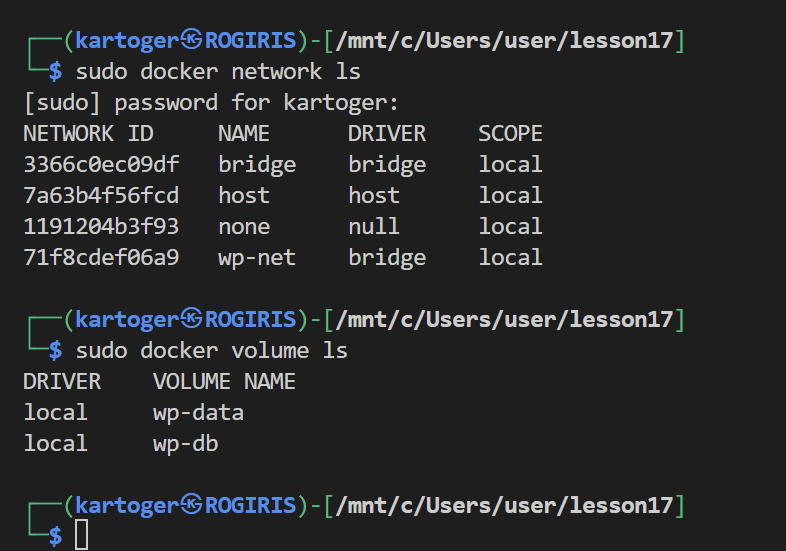 ┌──(kartoger㉿ROGIRIS)-[/mnt/c/Users/user/lesson17]
└─$ sudo docker network ls
[sudo] password for kartoger:
NETWORK ID     NAME      DRIVER    SCOPE
3366c0ec09df   bridge    bridge    local
7a63b4f56fcd   host      host      local
1191204b3f93   none      null      local
71f8cdef06a9   wp-net    bridge    local
┌──(kartoger㉿ROGIRIS)-[/mnt/c/Users/user/lesson17]
└─$ sudo docker volume ls
DRIVER    VOLUME NAME
local     wp-data
local     wp-db
┌──(kartoger㉿ROGIRIS)-[/mnt/c/Users/user/lesson17]
└─$